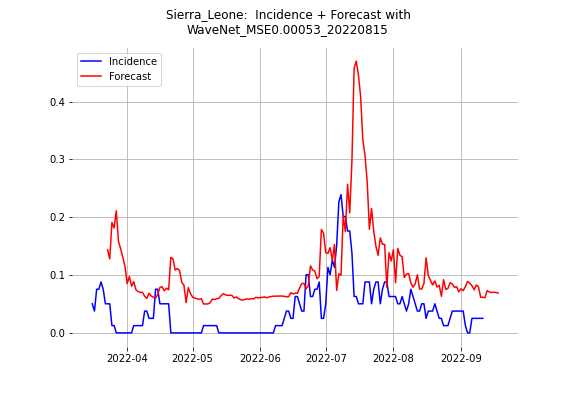 Sierra_Leone:  Incidence + Forecast with
WaveNet_MSE0.00053_20220815
Incidence
Forecast
0.4
0.3
0.2
0.1
0.0
2022-04 2022-05 2022-06 2022-07 2022-08 2022-09